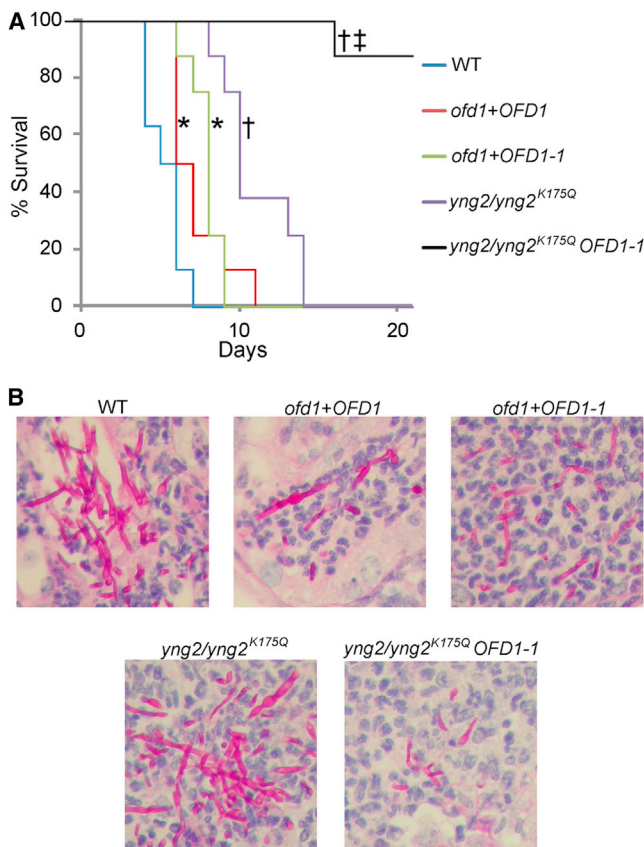 A
100
80
60
40
20
0
% Survival
0
10
20
Days
*
*
†
†‡
WT
ofd1+OFD1
ofd1+OFD1-1
yng2/yng2K175Q
yng2/yng2K175Q OFD1-1
B
WT
ofd1+OFD1
ofd1+OFD1-1
yng2/yng2K175Q
yng2/yng2K175Q OFD1-1